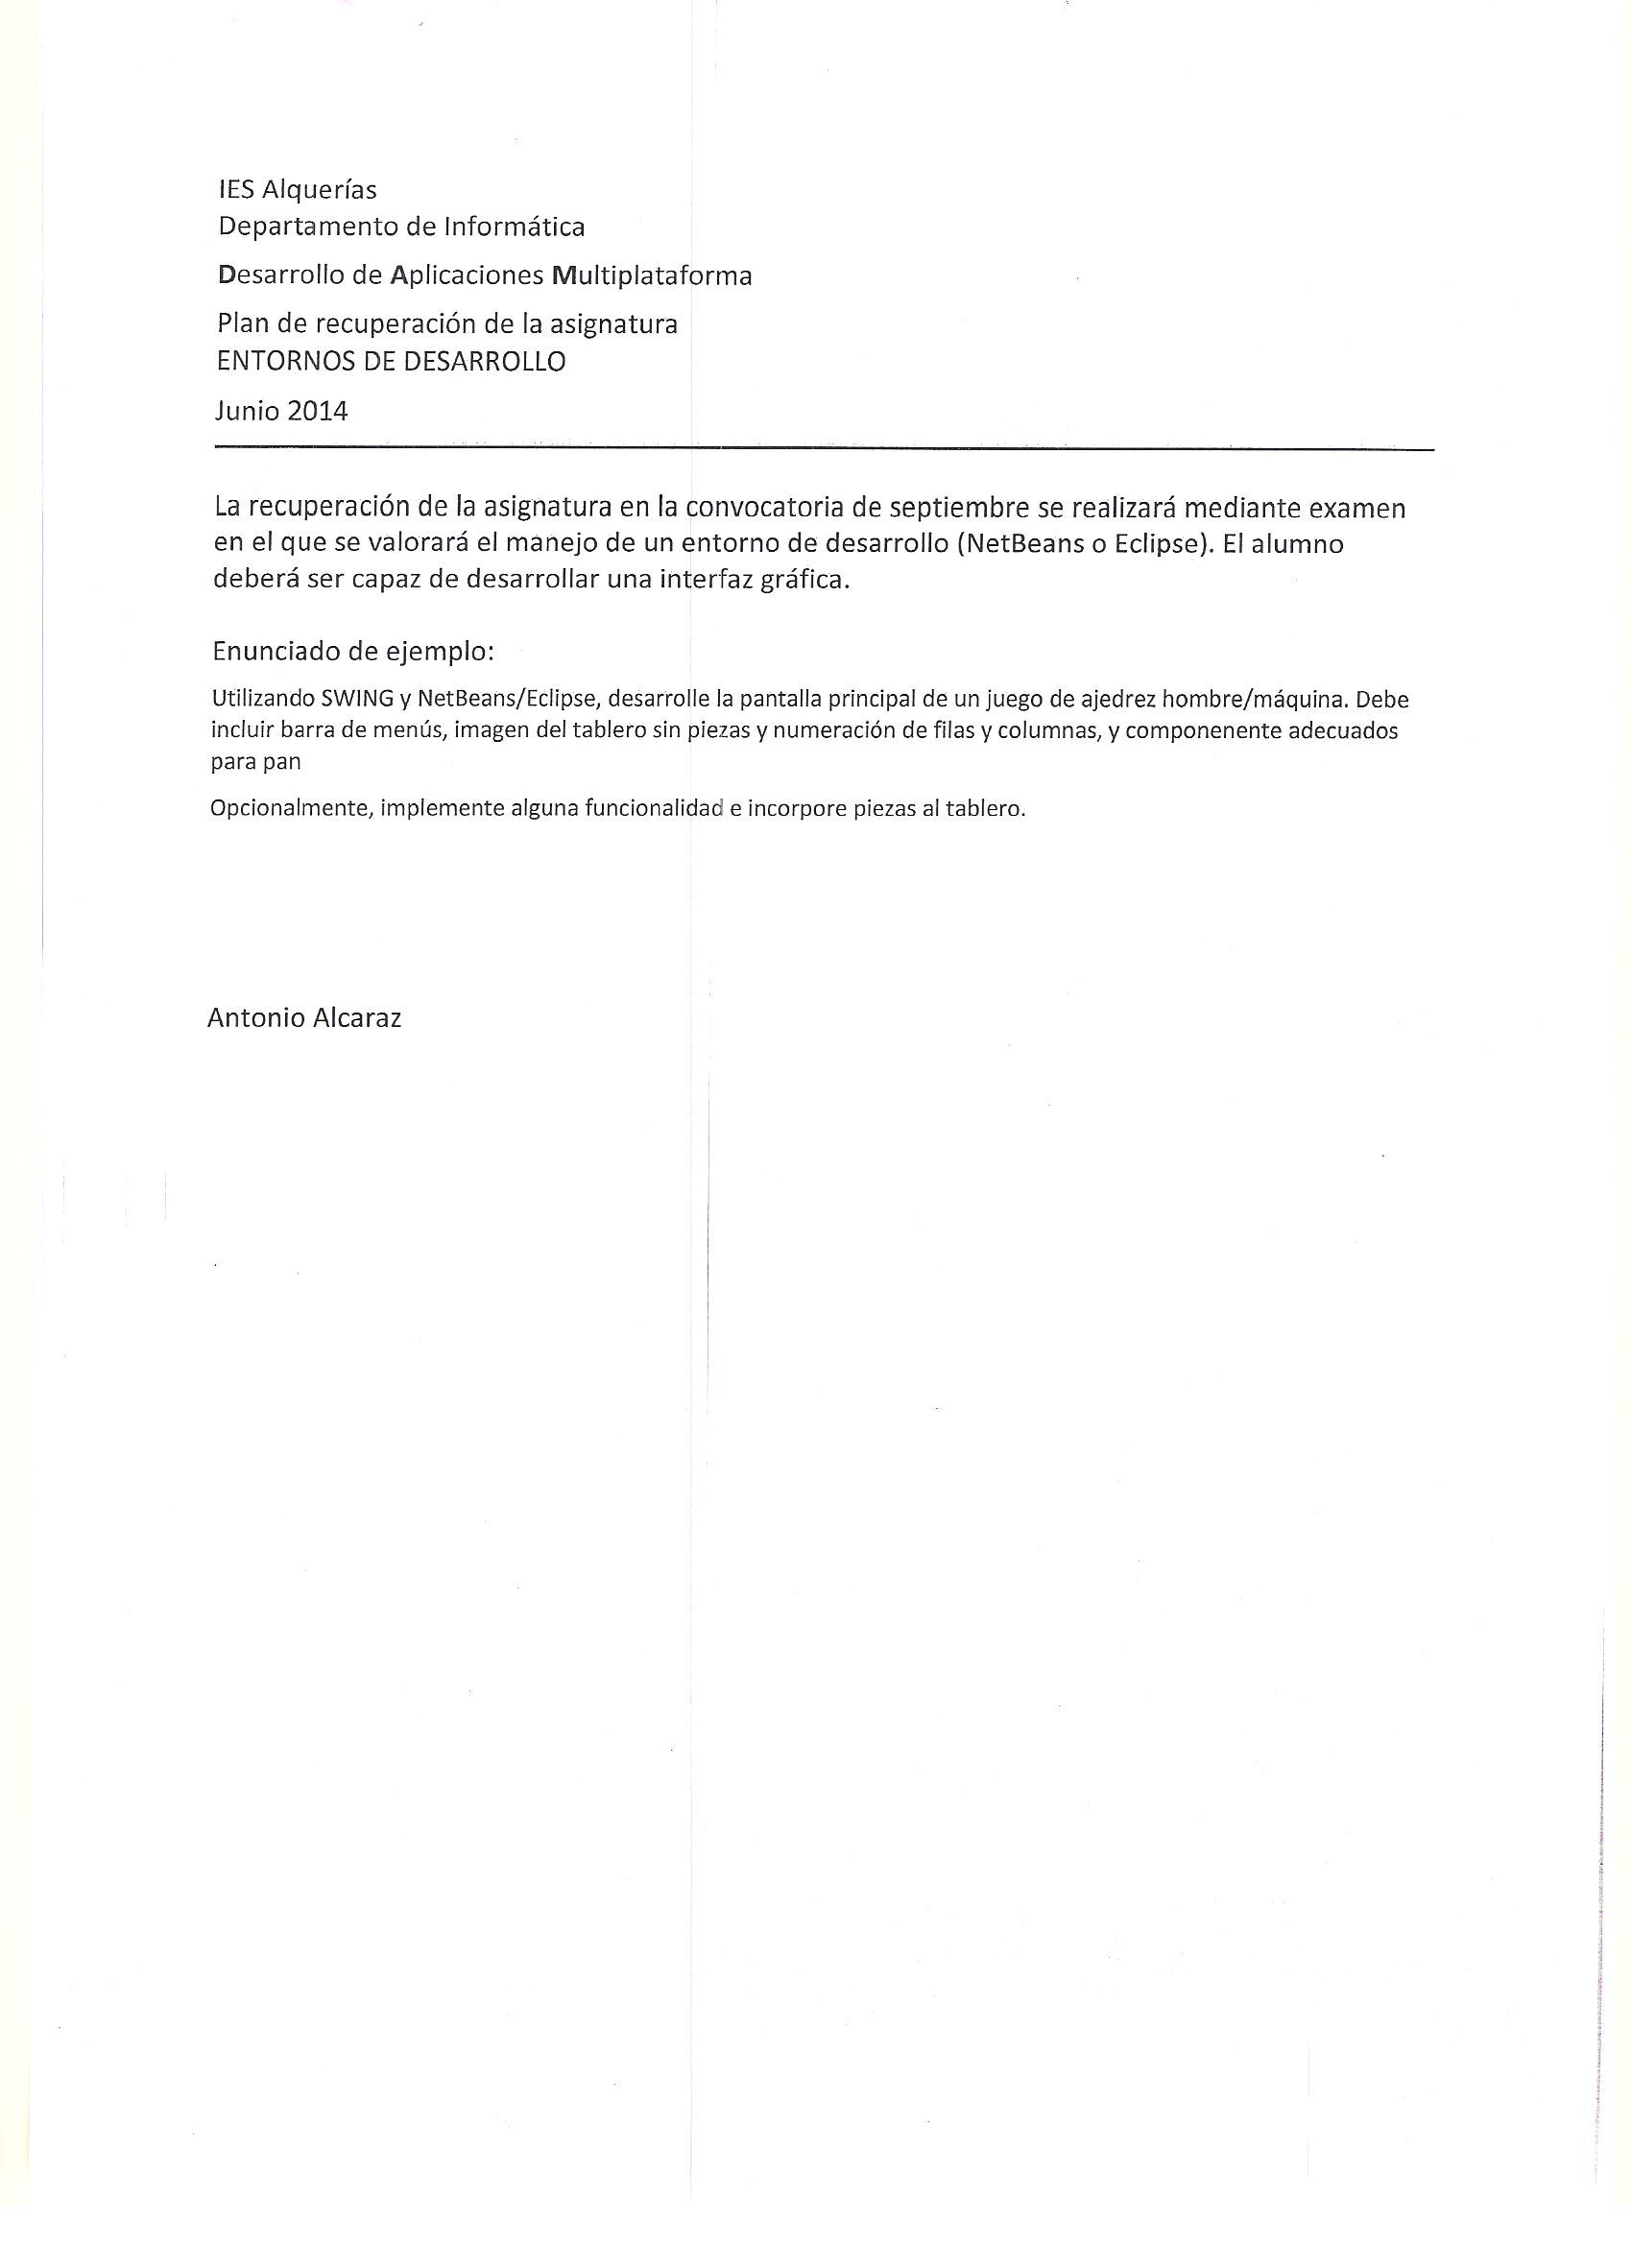 IES Alquerías
Departamento de Informática
Desarrollo de Aplicaciones Multiplataforma
Plan de recuperación de la asignatura
ENTORNOS DE DESARROLLO
Junio 2014
La recuperación de la asignatura en la convocatoria de septiembre se realizará mediante examen
en el que se valorará el manejo de un entorno de desarrollo (NetBeans o Eclipse). El alumno
deberá ser capaz de desarrollar una interfaz gráfica.
Enunciado de ejemplo:
Utilizando SWING y NetBeans/Eclipse, desarrolle la pantalla principal de un juego de ajedrez hombre/máquina. Debe
incluir barra de menús, imagen del tablero sin piezas y numeración de filas y columnas, y componenente adecuados
para pan
Opcionalmente, implemente alguna funcionalidad e incorpore piezas al tablero.
Antonio Alcaraz